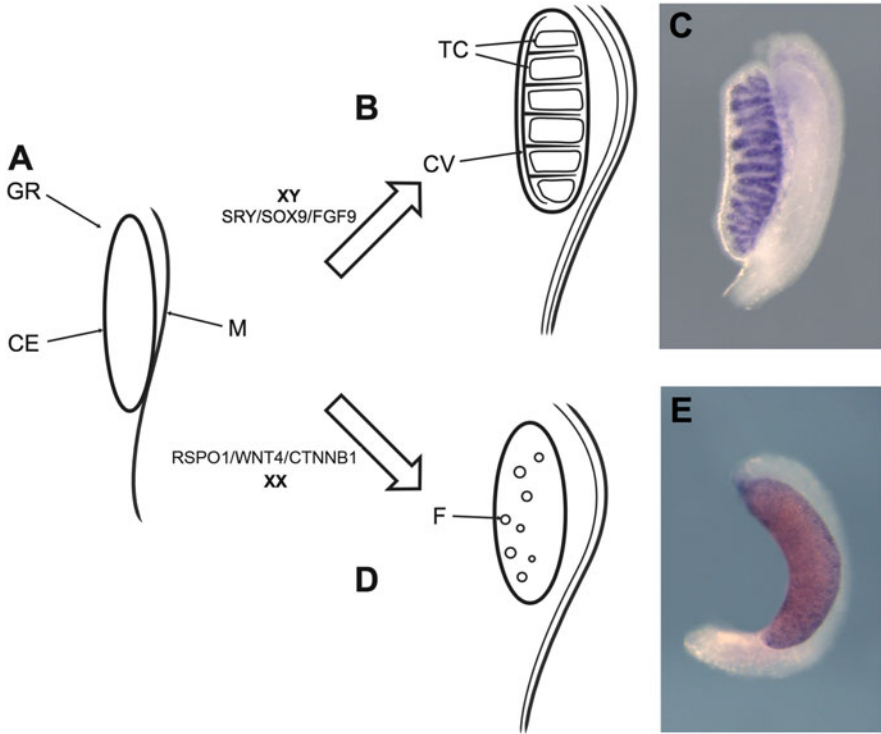 A
GR
CE
M
XY
SRY/SOX9/FGF9
RSPO1/WNT4/CTNNB1
XX
B
TC
CV
C
D
F
E